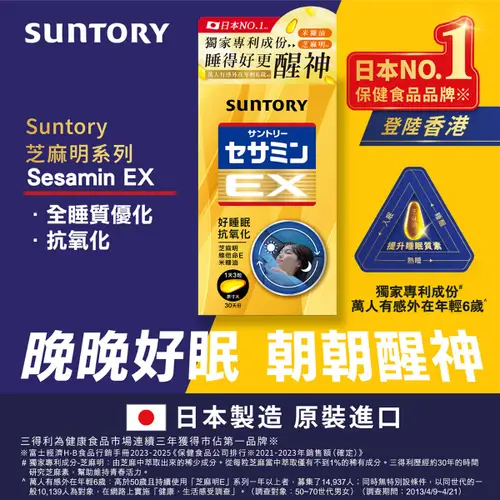 SUNTORY
Suntory
芝麻明系列
Sesamin EX
· 全睡質優化
· 抗氧化
日本NO.1※
獨家專利成份#
睡得好更醒神
萬人有感外在年輕6歲^
米糠油
芝麻明
SUNTORY
サントリー
セサミン
EX
好睡眠
抗氧化
芝麻明
維他命E
米糠油
1天3粒
30天份
日本NO.1
保健食品品牌※
登陸香港
入眠
睡眠
提升睡眠質素
熟睡
獨家專利成份#
萬人有感外在年輕6歲^
晚晚好眠 朝朝醒神
日本製造 原裝進口
三得利為健康食品市場連續三年獲得市佔第一品牌※
※富士經濟H·B食品行銷手冊2023-2025《保健食品公司排行※2021-2023年銷售額(確定)》
# 獨家專利成分-芝麻明：由芝麻中萃取出來的稀少成分。從每粒芝麻當中萃取僅有不到1%的稀有成分。三得利歷經約30年的時間
研究芝麻素、幫助維持青春活力。
^萬人有感外在年輕6歲：高於50歲且持續使用「芝麻明E」系列一年以上者，募集了14,937人；同時無特別設條件，以同世代的一
般10,139人為對象，在網路上實施「健康．生活感受調查」。（調查對象：50~70世代男女）（調查期間：2013/4/9~4/21）